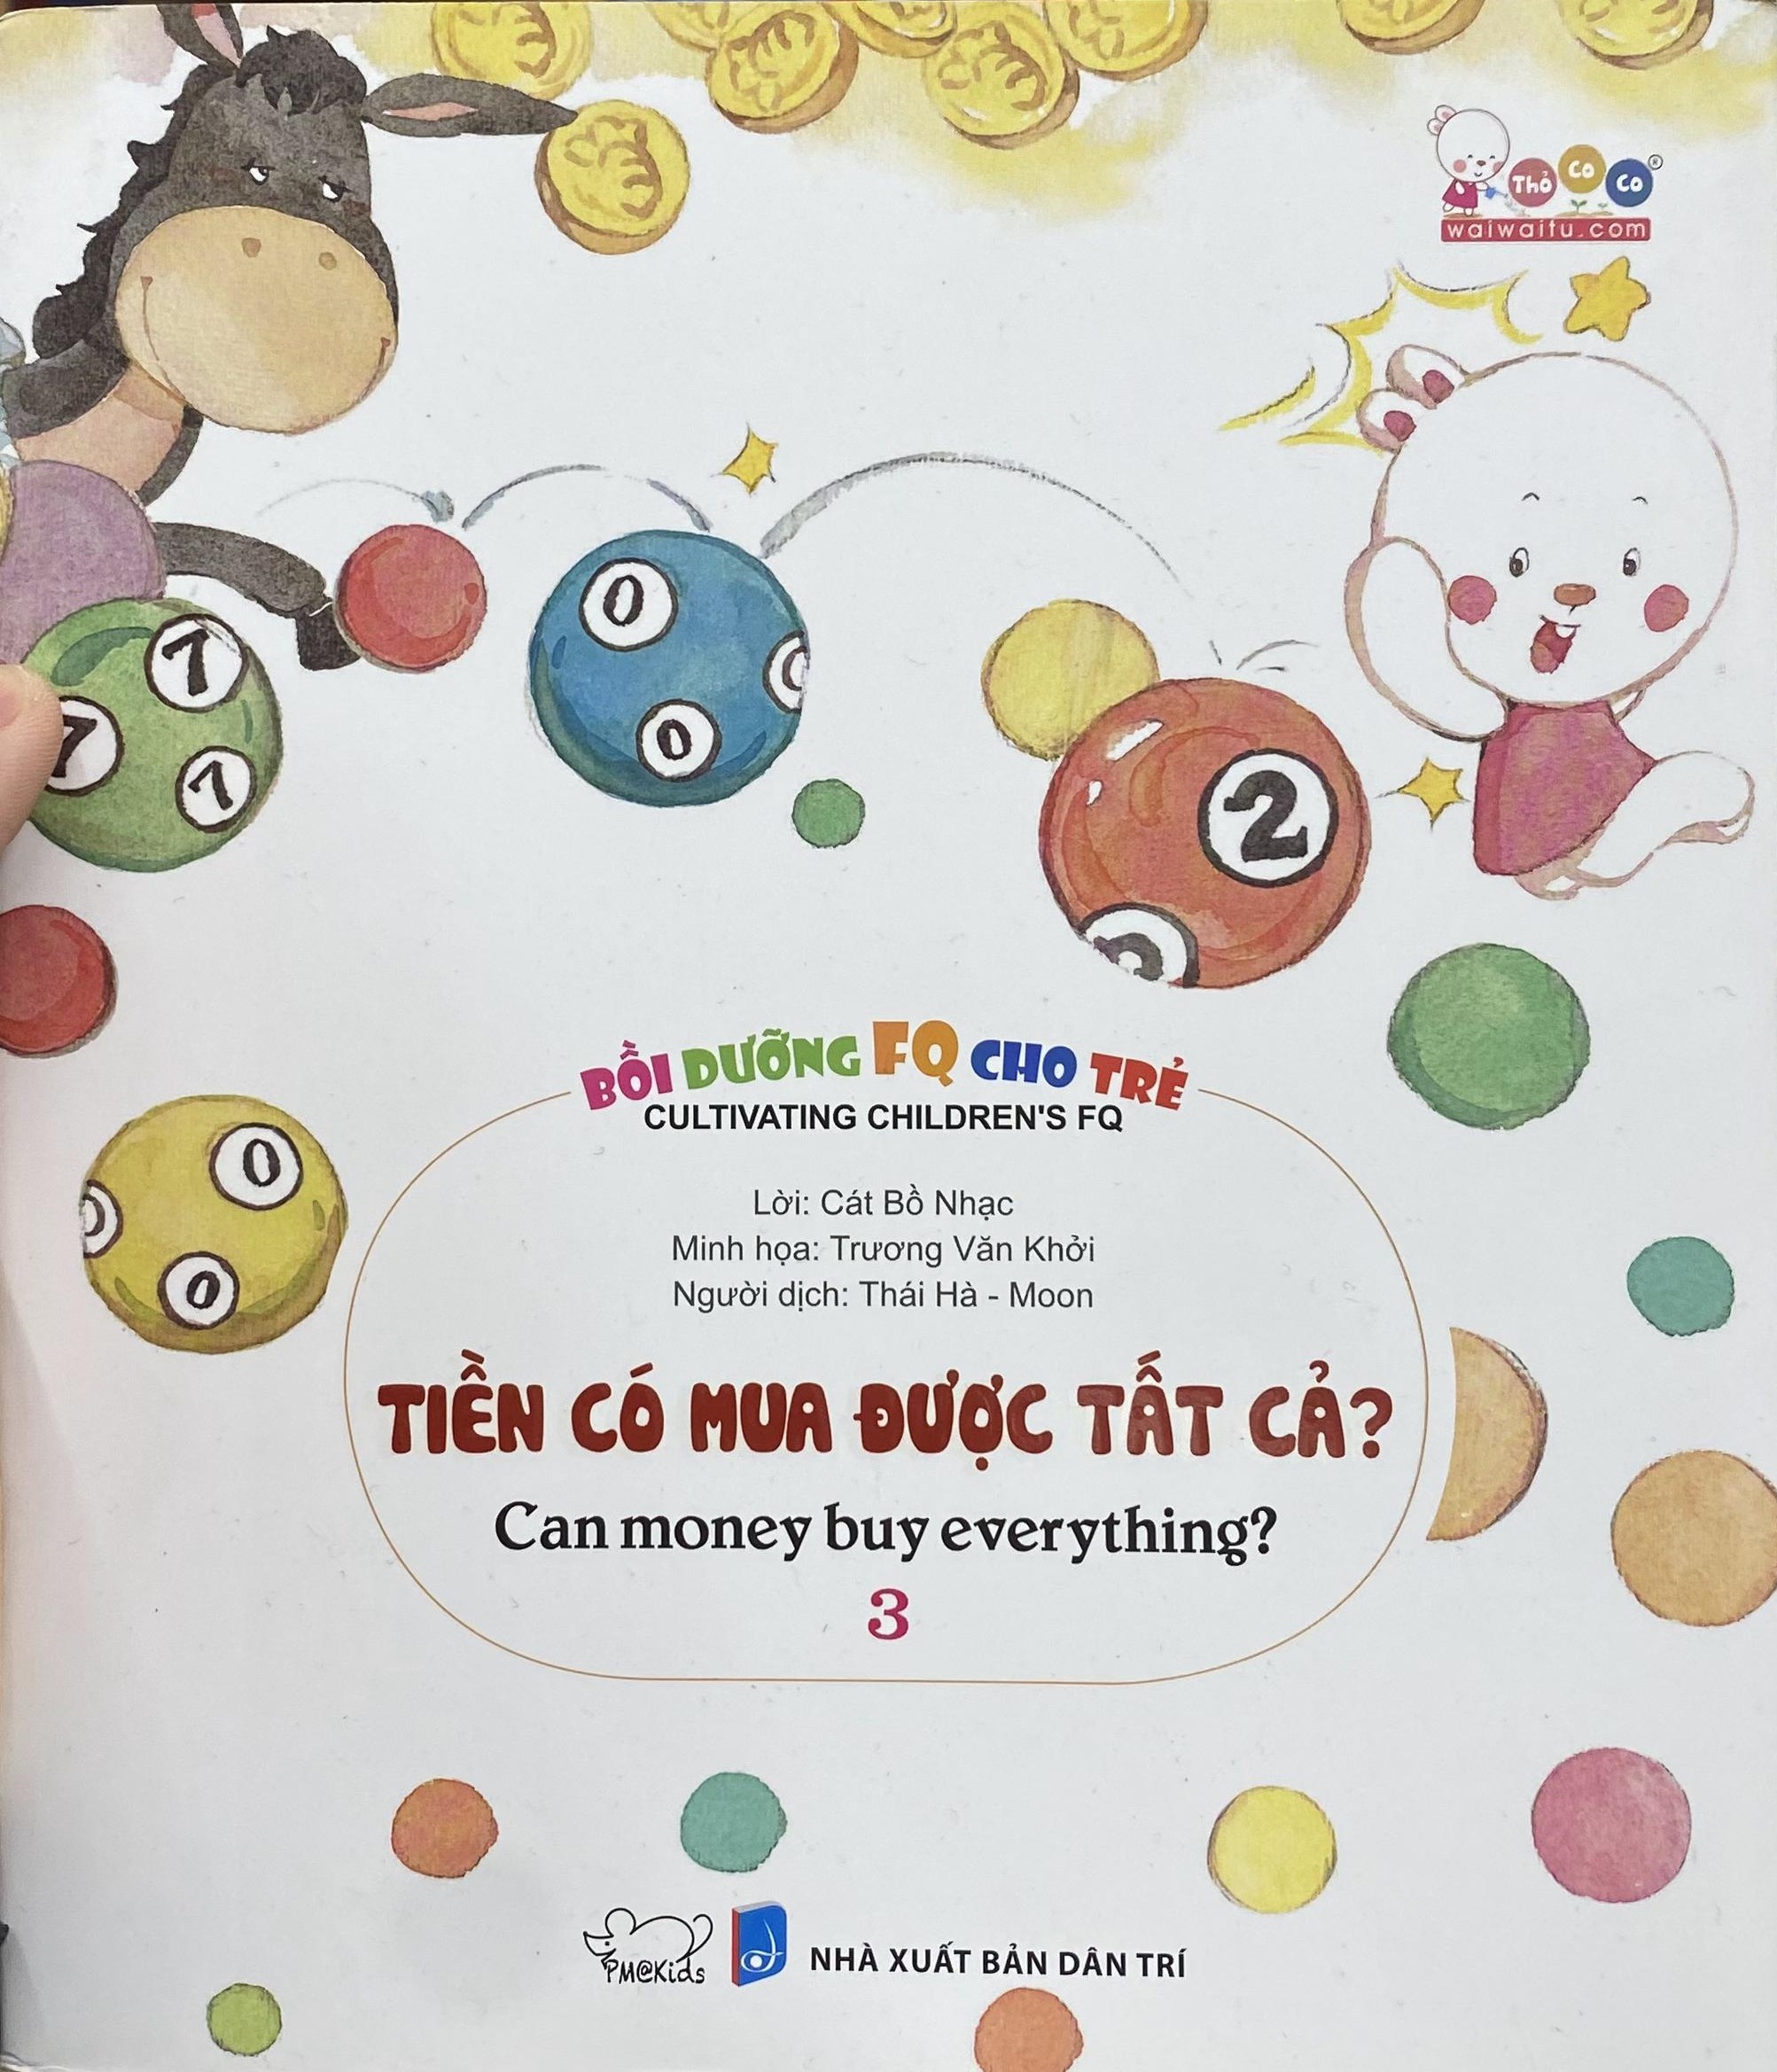 Thỏ Co Co ®
waiwaitu.com
0
7
0
7
0
7
2
2
0
0
0
BỒI DƯỠNG FQ CHO TRẺ
CULTIVATING CHILDREN'S FQ
Lời: Cát Bồ Nhạc
Minh họa: Trương Văn Khởi
Người dịch: Thái Hà - Moon
TIỀN CÓ MUA ĐƯỢC TẤT CẢ?
Can money buy everything?
3
PM@Kids
NHÀ XUẤT BẢN DÂN TRÍ